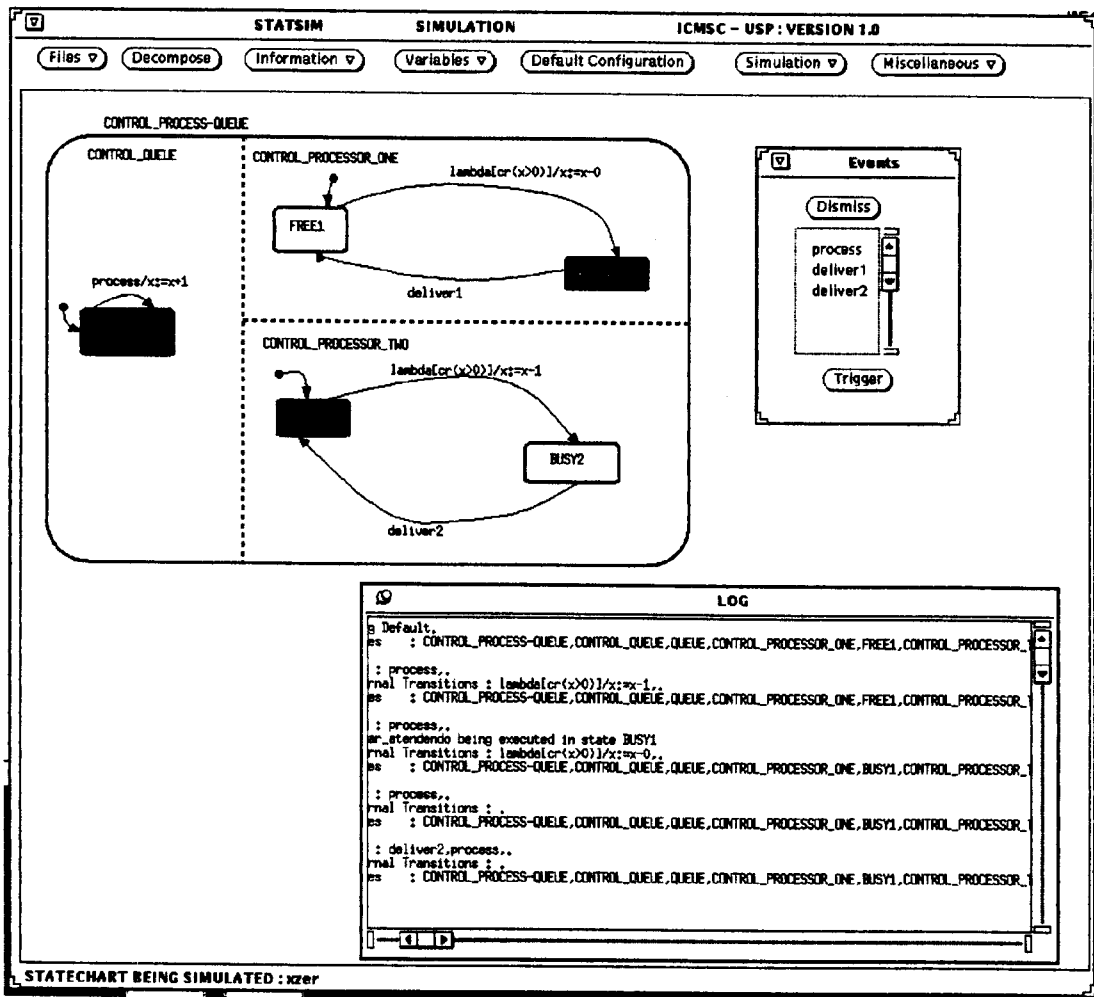 STATSIM SIMULATION ICMSC - USP : VERSION 1.0
Files Decompose Information Variables Default Configuration Simulation Miscellaneous
CONTROL_PROCESS-QUEUE
CONTROL_QUEUE
process/x:=x+1
CONTROL_PROCESSOR_ONE
lambda[cr(x>0)]/x:=x-0
FREE1
deliver1
CONTROL_PROCESSOR_TWO
lambda[cr(x>0)]/x:=x-1
BUSY2
deliver2
Events
Dismiss
process
deliver1
deliver2
Trigger
LOG
g Default.
es : CONTROL_PROCESS-QUEUE,CONTROL_QUEUE,QUEUE,CONTROL_PROCESSOR_ONE,FREE1,CONTROL_PROCESSOR_
: process,.
rnal Transitions : lambda[cr(x>0)]/x:=x-1,.
es : CONTROL_PROCESS-QUEUE,CONTROL_QUEUE,QUEUE,CONTROL_PROCESSOR_ONE,FREE1,CONTROL_PROCESSOR_
: process,.
ar_atendendo being executed in state BUSY1
rnal Transitions : lambda[cr(x>0)]/x:=x-0,.
es : CONTROL_PROCESS-QUEUE,CONTROL_QUEUE,QUEUE,CONTROL_PROCESSOR_ONE,BUSY1,CONTROL_PROCESSOR_
: process,.
rnal Transitions : .
es : CONTROL_PROCESS-QUEUE,CONTROL_QUEUE,QUEUE,CONTROL_PROCESSOR_ONE,BUSY1,CONTROL_PROCESSOR_
: deliver2,process,.
rnal Transitions : .
es : CONTROL_PROCESS-QUEUE,CONTROL_QUEUE,QUEUE,CONTROL_PROCESSOR_ONE,BUSY1,CONTROL_PROCESSOR_
STATECHART BEING SIMULATED : xzer